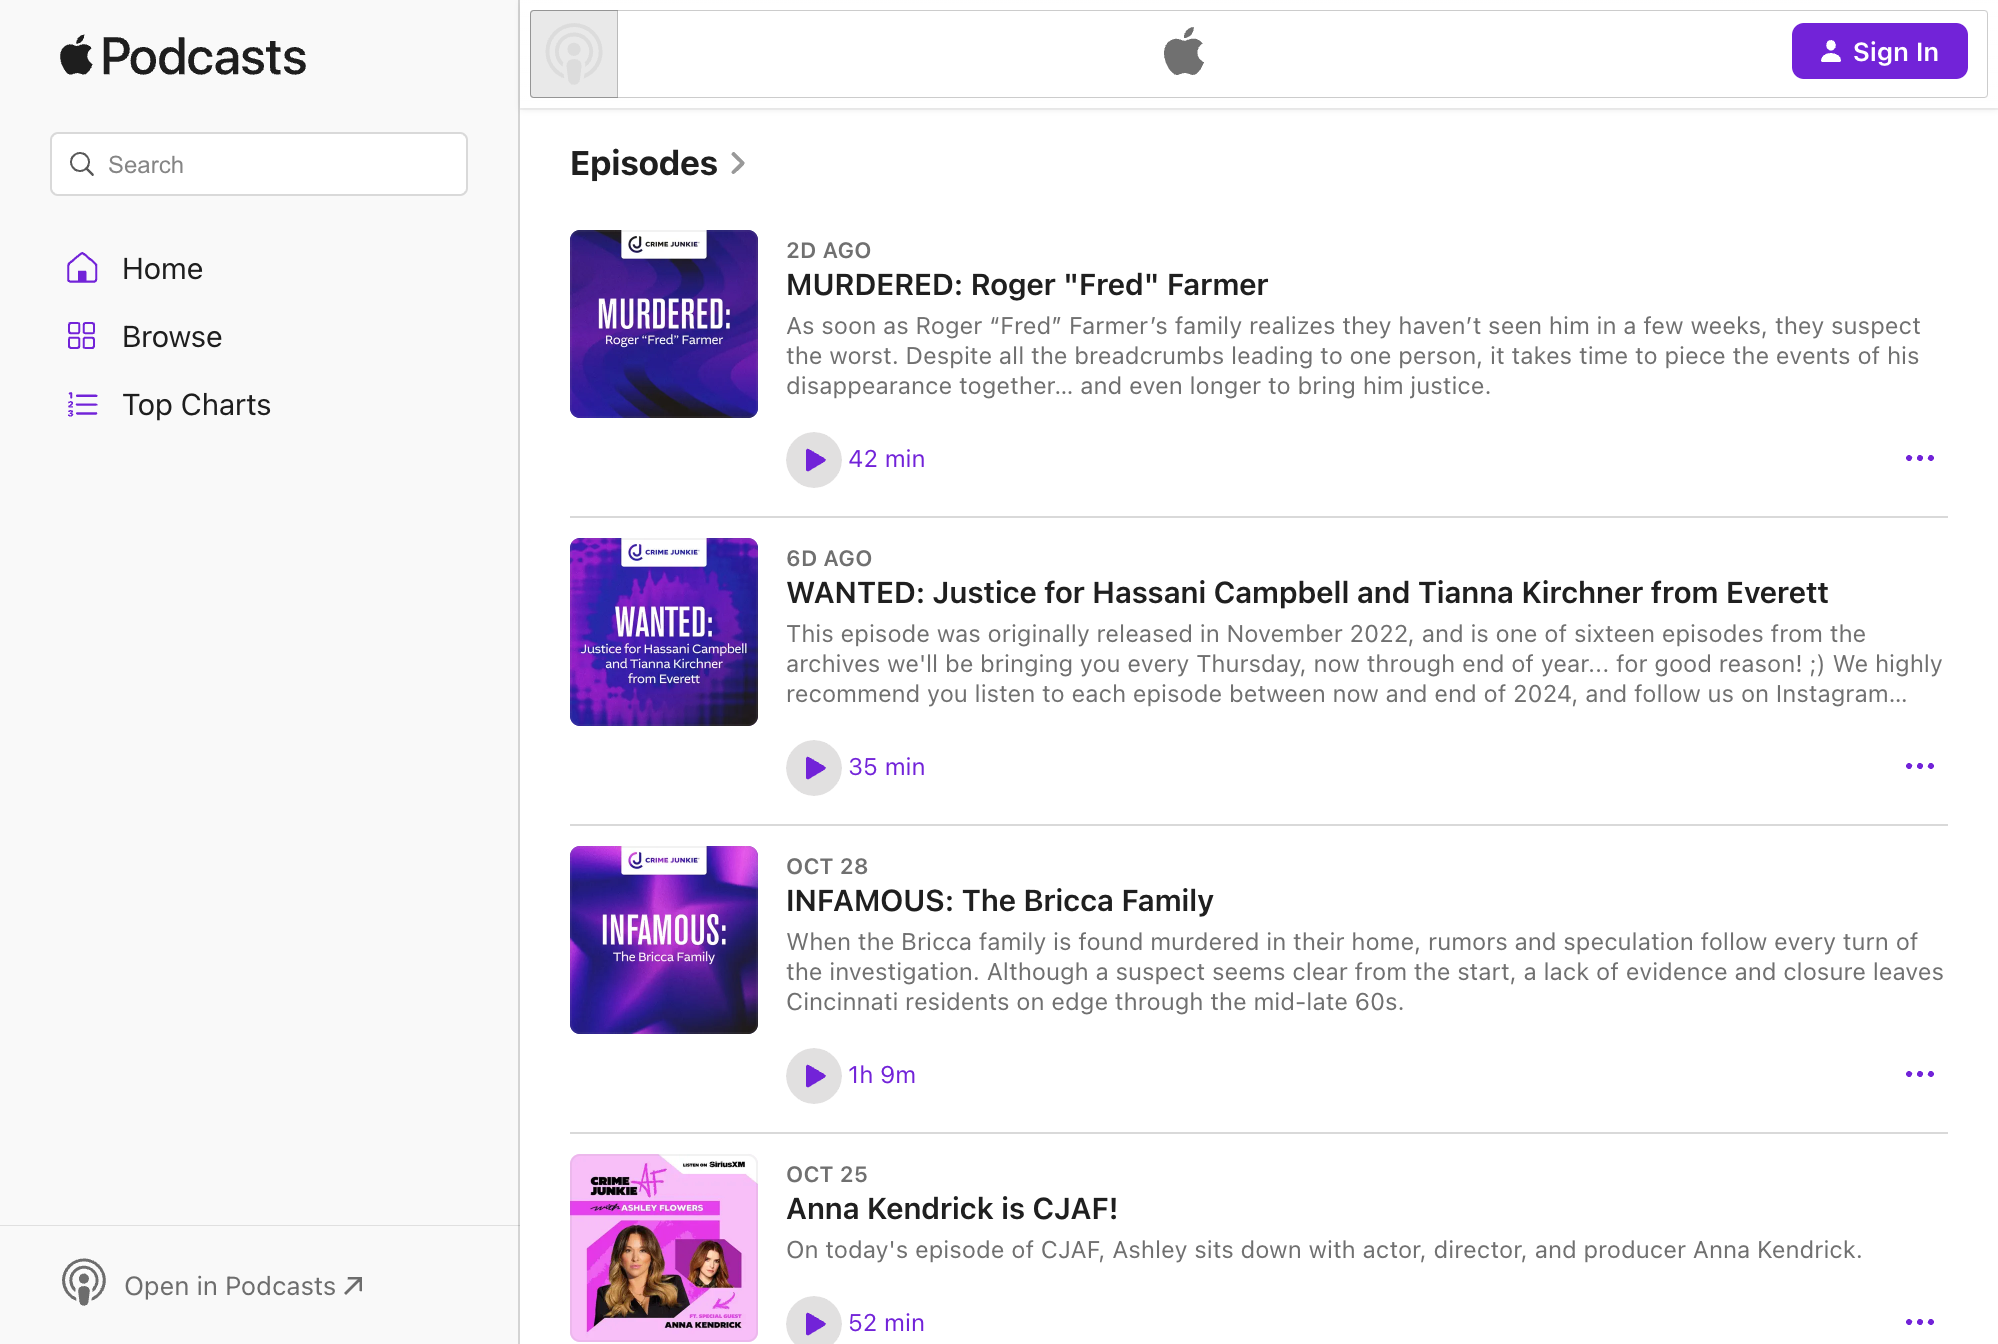 Podcasts
Search
Home
Browse
Top Charts
Open in Podcasts
Sign In
Episodes
CRIME JUNKIE
MURDERED:
Roger “Fred” Farmer
2D AGO
MURDERED: Roger "Fred" Farmer
As soon as Roger “Fred” Farmer’s family realizes they haven’t seen him in a few weeks, they suspect
the worst. Despite all the breadcrumbs leading to one person, it takes time to piece the events of his
disappearance together… and even longer to bring him justice.
42 min
CRIME JUNKIE
WANTED:
Justice for Hassani Campbell
and Tianna Kirchner
from Everett
6D AGO
WANTED: Justice for Hassani Campbell and Tianna Kirchner from Everett
This episode was originally released in November 2022, and is one of sixteen episodes from the
archives we'll be bringing you every Thursday, now through end of year... for good reason! ;) We highly
recommend you listen to each episode between now and end of 2024, and follow us on Instagram…
35 min
CRIME JUNKIE
INFAMOUS:
The Bricca Family
OCT 28
INFAMOUS: The Bricca Family
When the Bricca family is found murdered in their home, rumors and speculation follow every turn of
the investigation. Although a suspect seems clear from the start, a lack of evidence and closure leaves
Cincinnati residents on edge through the mid-late 60s.
1h 9m
LISTEN ON SiriusXM
CRIME JUNKIE AF
with ASHLEY FLOWERS
FT. SPECIAL GUEST
ANNA KENDRICK
OCT 25
Anna Kendrick is CJAF!
On today's episode of CJAF, Ashley sits down with actor, director, and producer Anna Kendrick.
52 min